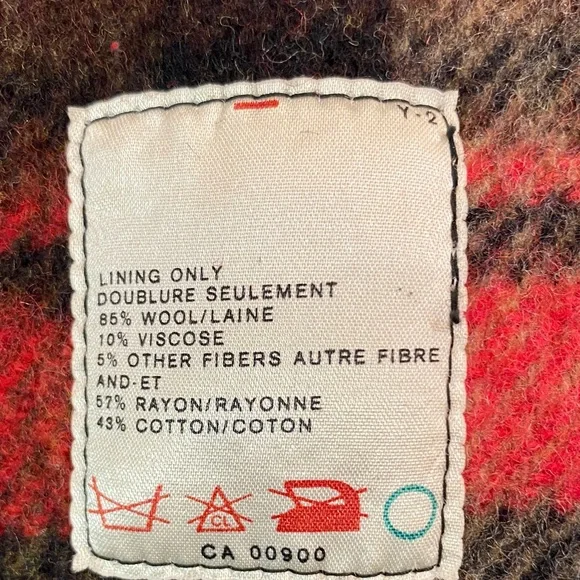 Y-2
LINING ONLY
DOUBLURE SEULEMENT
85% WOOL/LAINE
10% VISCOSE
5% OTHER FIBERS AUTRE FIBRE
AND-ET
57% RAYON/RAYONNE
43% COTTON/COTON
CL
CA 00900